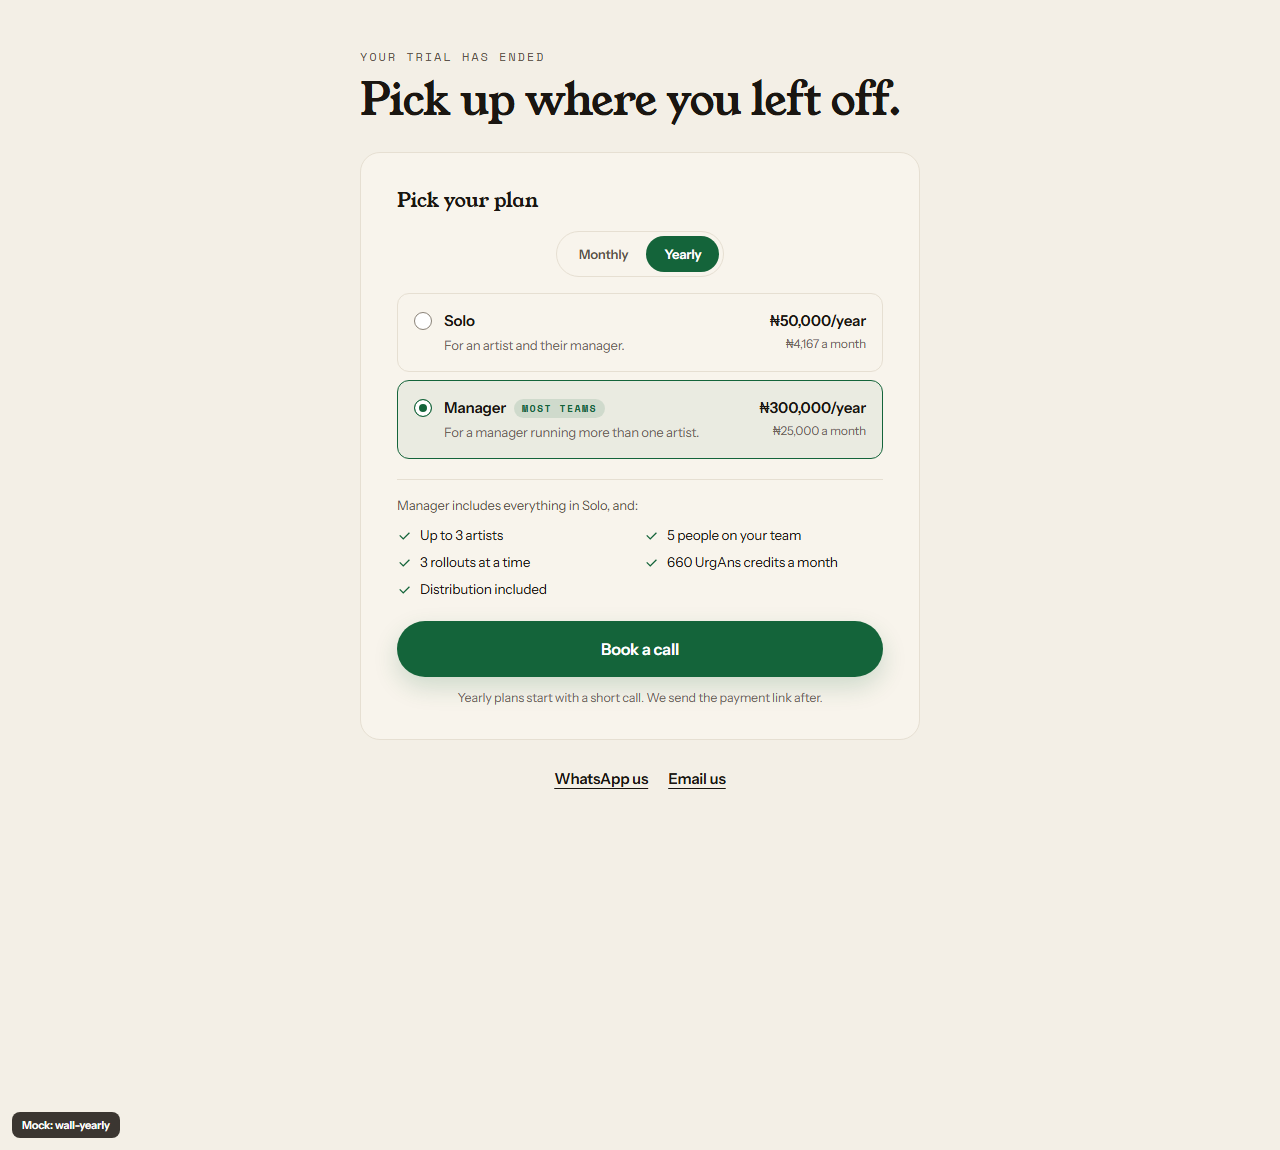 YOUR TRIAL HAS ENDED
Pick up where you left off.
Pick your plan
Monthly Yearly
Solo ₦50,000/year
For an artist and their manager. ₦4,167 a month
Manager MOST TEAMS ₦300,000/year
For a manager running more than one artist. ₦25,000 a month
Manager includes everything in Solo, and:
Up to 3 artists 5 people on your team
3 rollouts at a time 660 UrgAns credits a month
Distribution included
Book a call
Yearly plans start with a short call. We send the payment link after.
WhatsApp us Email us
Mock: wall-yearly